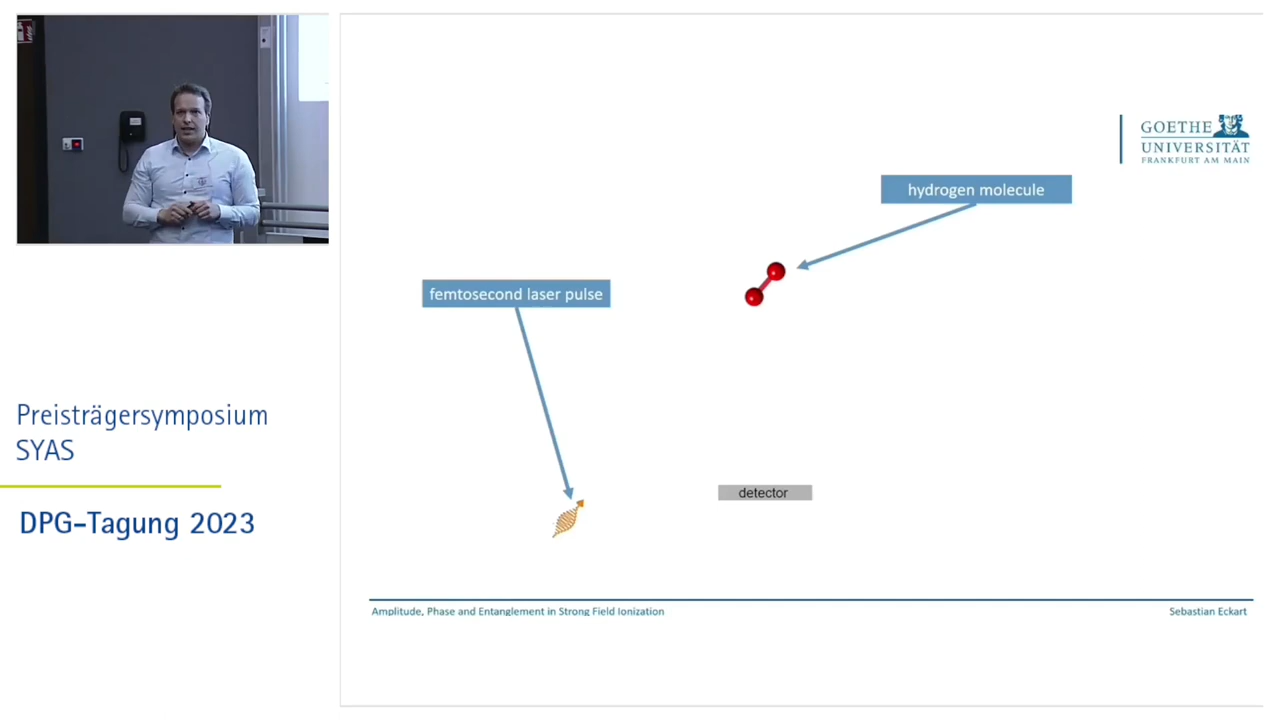 GOETHE
UNIVERSITÄT
FRANKFURT AM MAIN
hydrogen molecule
femtosecond laser pulse
detector
Preisträgersymposium
SYAS
DPG-Tagung 2023
Amplitude, Phase and Entanglement in Strong Field Ionization
Sebastian Eckart